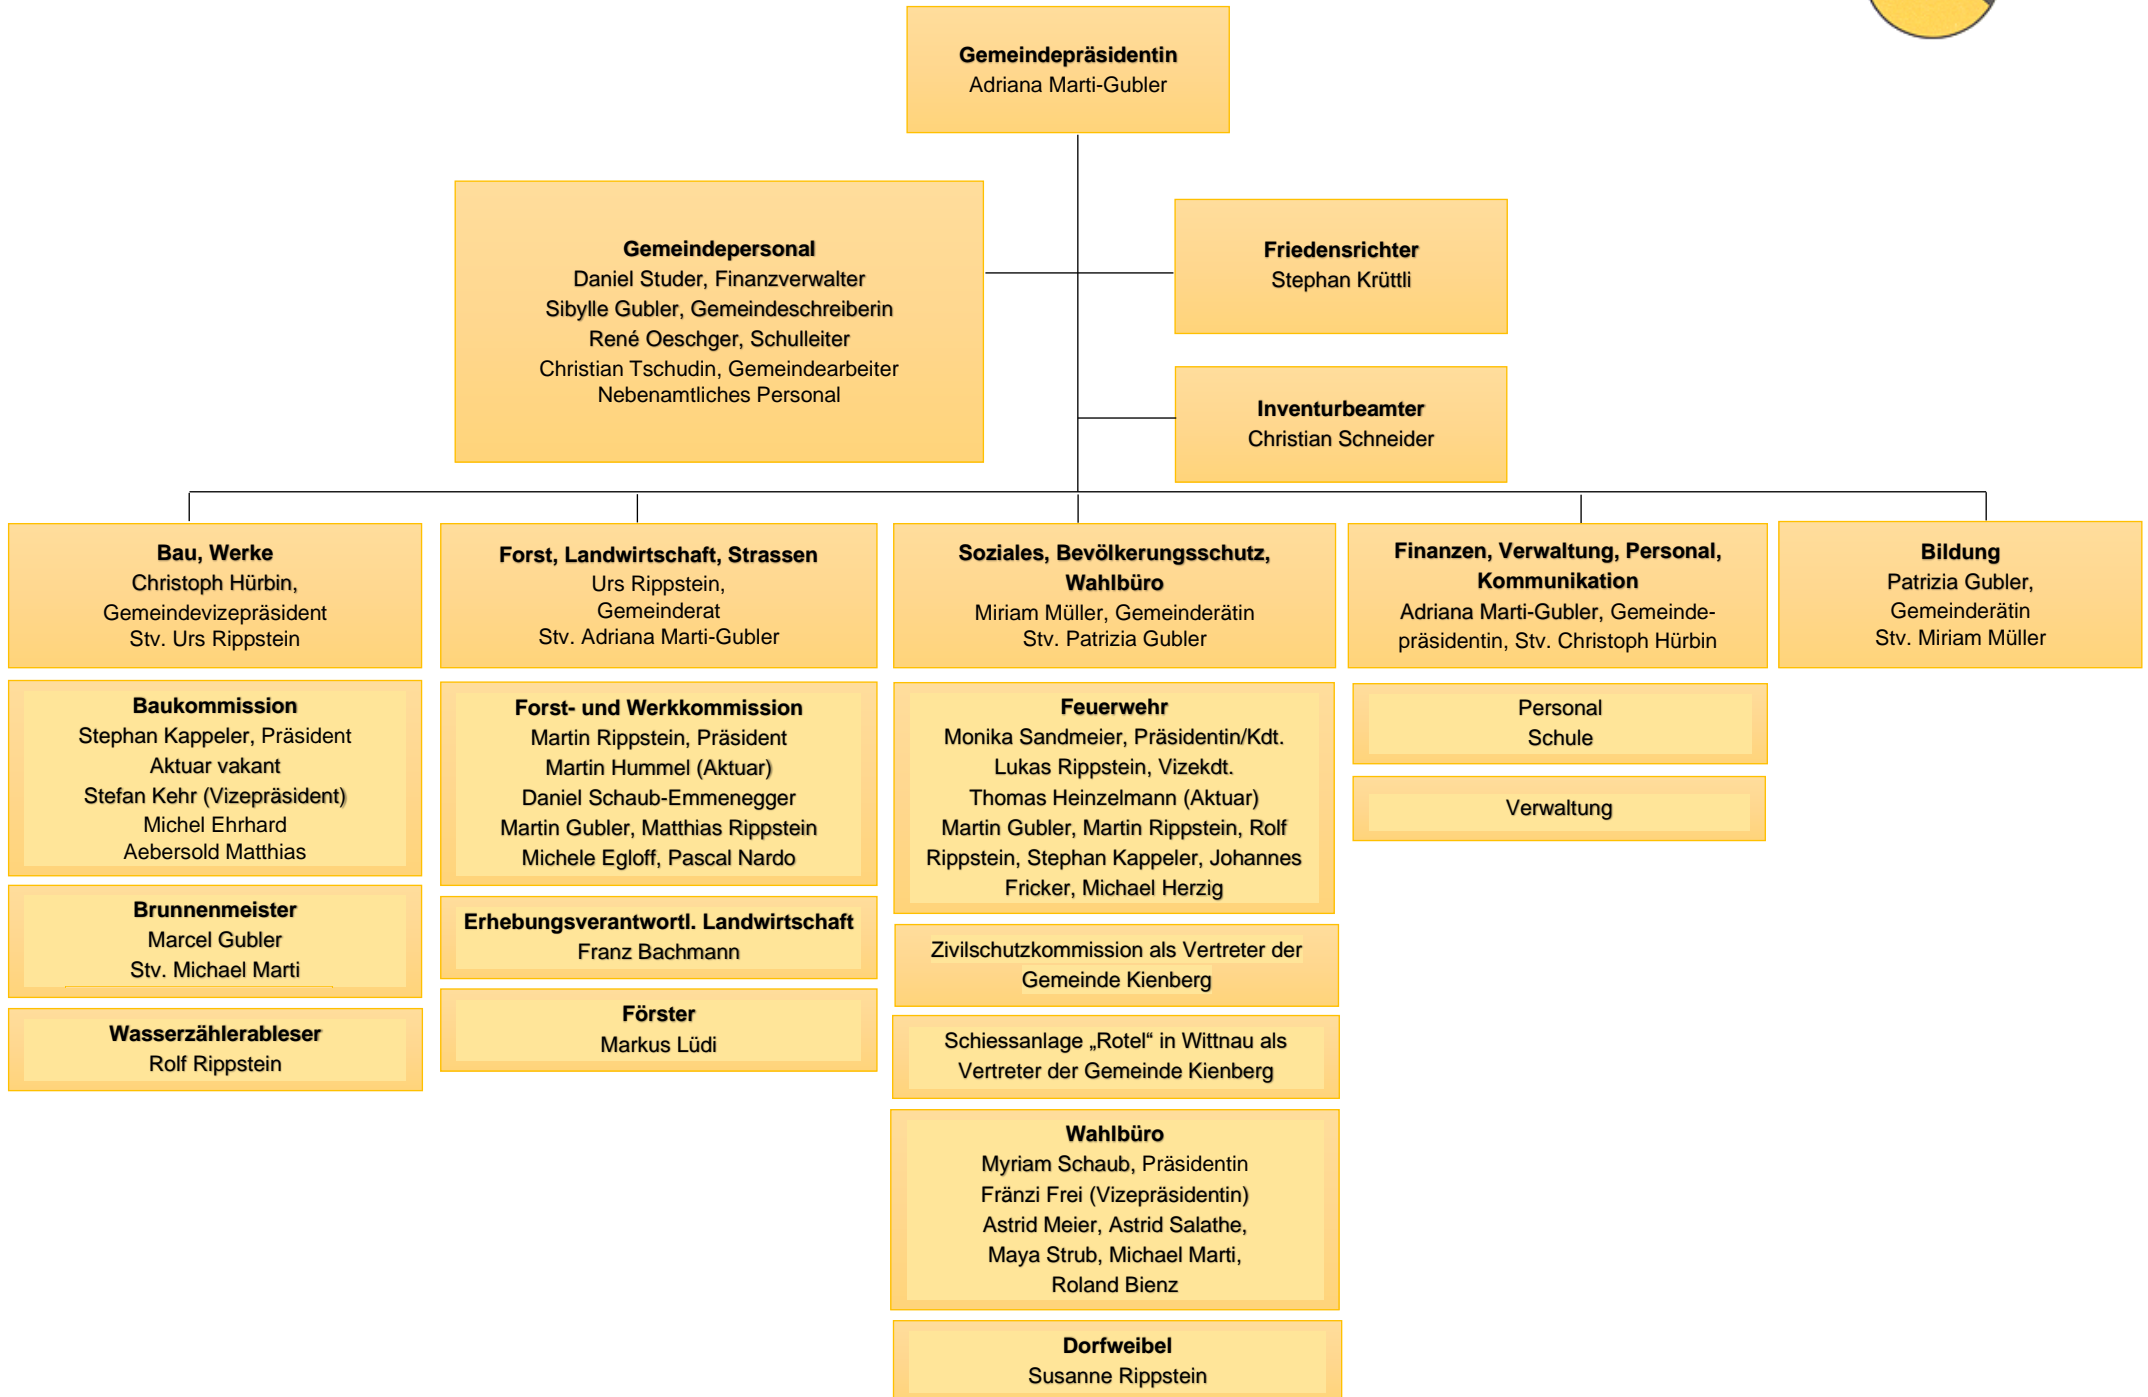 Gemeindepräsidentin
Adriana Marti-Gubler
Gemeindepersonal
Daniel Studer, Finanzverwalter
Sibylle Gubler, Gemeindeschreiberin
René Oeschger, Schulleiter
Christian Tschudin, Gemeindearbeiter
Nebenamtliches Personal
Friedensrichter
Stephan Krüttli
Inventurbeamter
Christian Schneider
Bau, Werke
Christoph Hürbin,
Gemeindevizepräsident
Stv. Urs Rippstein
Baukommission
Stephan Kappeler, Präsident
Aktuar vakant
Stefan Kehr (Vizepräsident)
Michel Ehrhard
Aebersold Matthias
Brunnenmeister
Marcel Gubler
Stv. Michael Marti
Wasserzählerableser
Rolf Rippstein
Forst, Landwirtschaft, Strassen
Urs Rippstein,
Gemeinderat
Stv. Adriana Marti-Gubler
Forst- und Werkkommission
Martin Rippstein, Präsident
Martin Hummel (Aktuar)
Daniel Schaub-Emmenegger
Martin Gubler, Matthias Rippstein
Michele Egloff, Pascal Nardo
Erhebungsverantwortl. Landwirtschaft
Franz Bachmann
Förster
Markus Lüdi
Soziales, Bevölkerungsschutz,
Wahlbüro
Miriam Müller, Gemeinderätin
Stv. Patrizia Gubler
Feuerwehr
Monika Sandmeier, Präsidentin/Kdt.
Lukas Rippstein, Vizekdt.
Thomas Heinzelmann (Aktuar)
Martin Gubler, Martin Rippstein, Rolf
Rippstein, Stephan Kappeler, Johannes
Fricker, Michael Herzig
Zivilschutzkommission als Vertreter der
Gemeinde Kienberg
Schiessanlage „Rotel“ in Wittnau als
Vertreter der Gemeinde Kienberg
Wahlbüro
Myriam Schaub, Präsidentin
Fränzi Frei (Vizepräsidentin)
Astrid Meier, Astrid Salathe,
Maya Strub, Michael Marti,
Roland Bienz
Dorfweibel
Susanne Rippstein
Finanzen, Verwaltung, Personal,
Kommunikation
Adriana Marti-Gubler, Gemeinde-
präsidentin, Stv. Christoph Hürbin
Personal
Schule
Verwaltung
Bildung
Patrizia Gubler,
Gemeinderätin
Stv. Miriam Müller